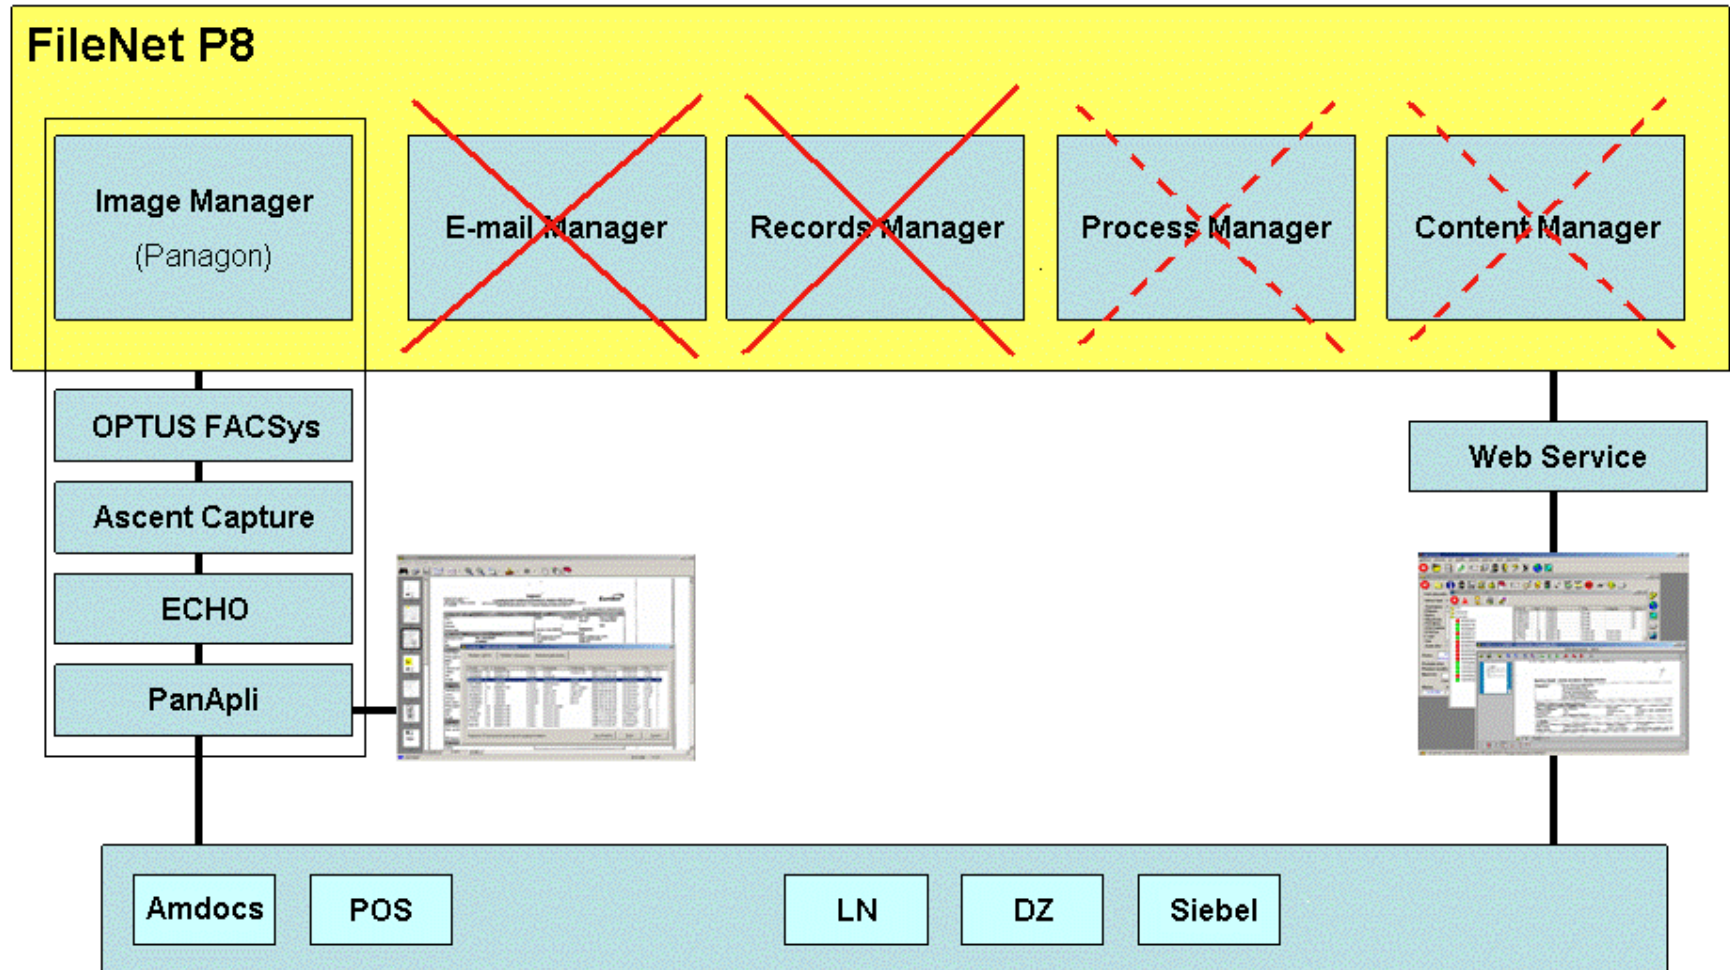 FileNet P8
Image Manager
(Panagon)
E-mail Manager
Records Manager
Process Manager
Content Manager
OPTUS FACSys
Ascent Capture
ECHO
PanApli
Web Service
Amdocs
POS
LN
DZ
Siebel